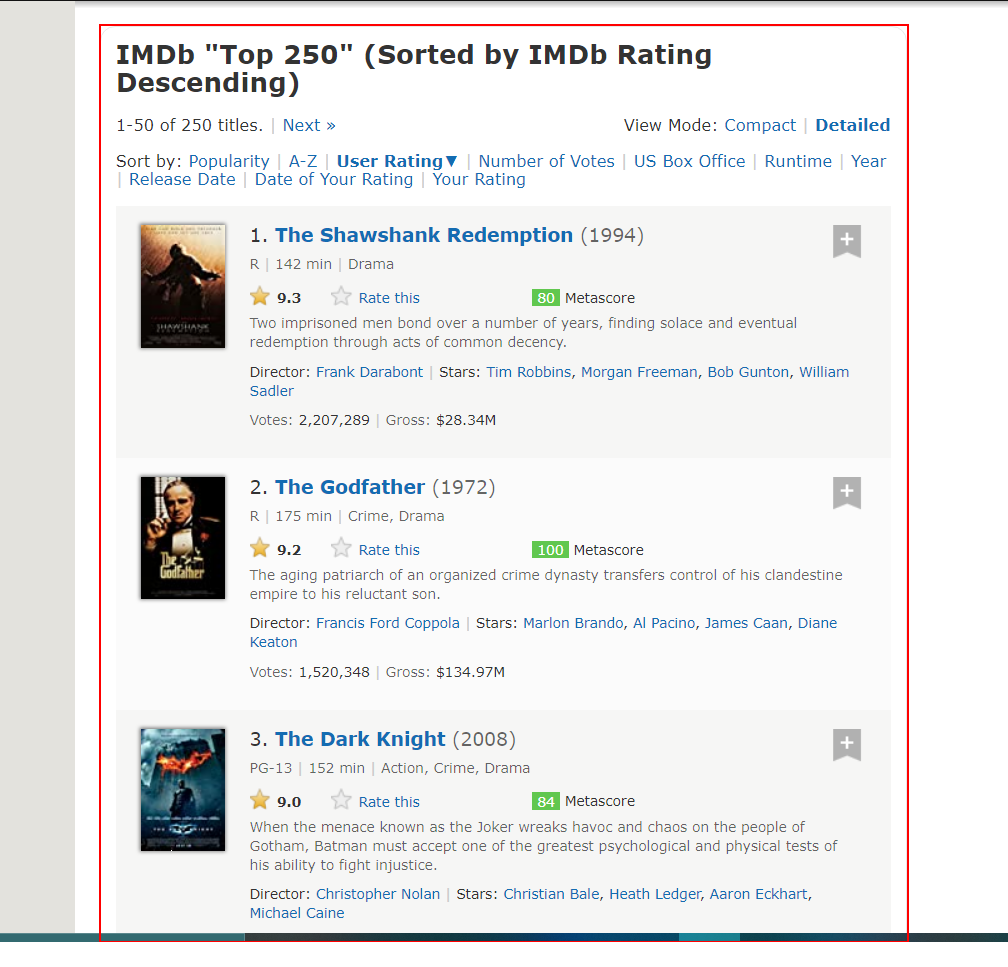 IMDb "Top 250" (Sorted by IMDb Rating
Descending)
1-50 of 250 titles. | Next »
View Mode: Compact | Detailed
Sort by: Popularity | A-Z | User Rating▼ | Number of Votes | US Box Office | Runtime | Year
| Release Date | Date of Your Rating | Your Rating
SHAWSHANK
1. The Shawshank Redemption (1994)
R | 142 min | Drama
9.3 Rate this 80 Metascore
Two imprisoned men bond over a number of years, finding solace and eventual
redemption through acts of common decency.
Director: Frank Darabont | Stars: Tim Robbins, Morgan Freeman, Bob Gunton, William
Sadler
Votes: 2,207,289 | Gross: $28.34M
The
Godfather
2. The Godfather (1972)
R | 175 min | Crime, Drama
9.2 Rate this 100 Metascore
The aging patriarch of an organized crime dynasty transfers control of his clandestine
empire to his reluctant son.
Director: Francis Ford Coppola | Stars: Marlon Brando, Al Pacino, James Caan, Diane
Keaton
Votes: 1,520,348 | Gross: $134.97M
3. The Dark Knight (2008)
PG-13 | 152 min | Action, Crime, Drama
9.0 Rate this 84 Metascore
When the menace known as the Joker wreaks havoc and chaos on the people of
Gotham, Batman must accept one of the greatest psychological and physical tests of
his ability to fight injustice.
Director: Christopher Nolan | Stars: Christian Bale, Heath Ledger, Aaron Eckhart,
Michael Caine